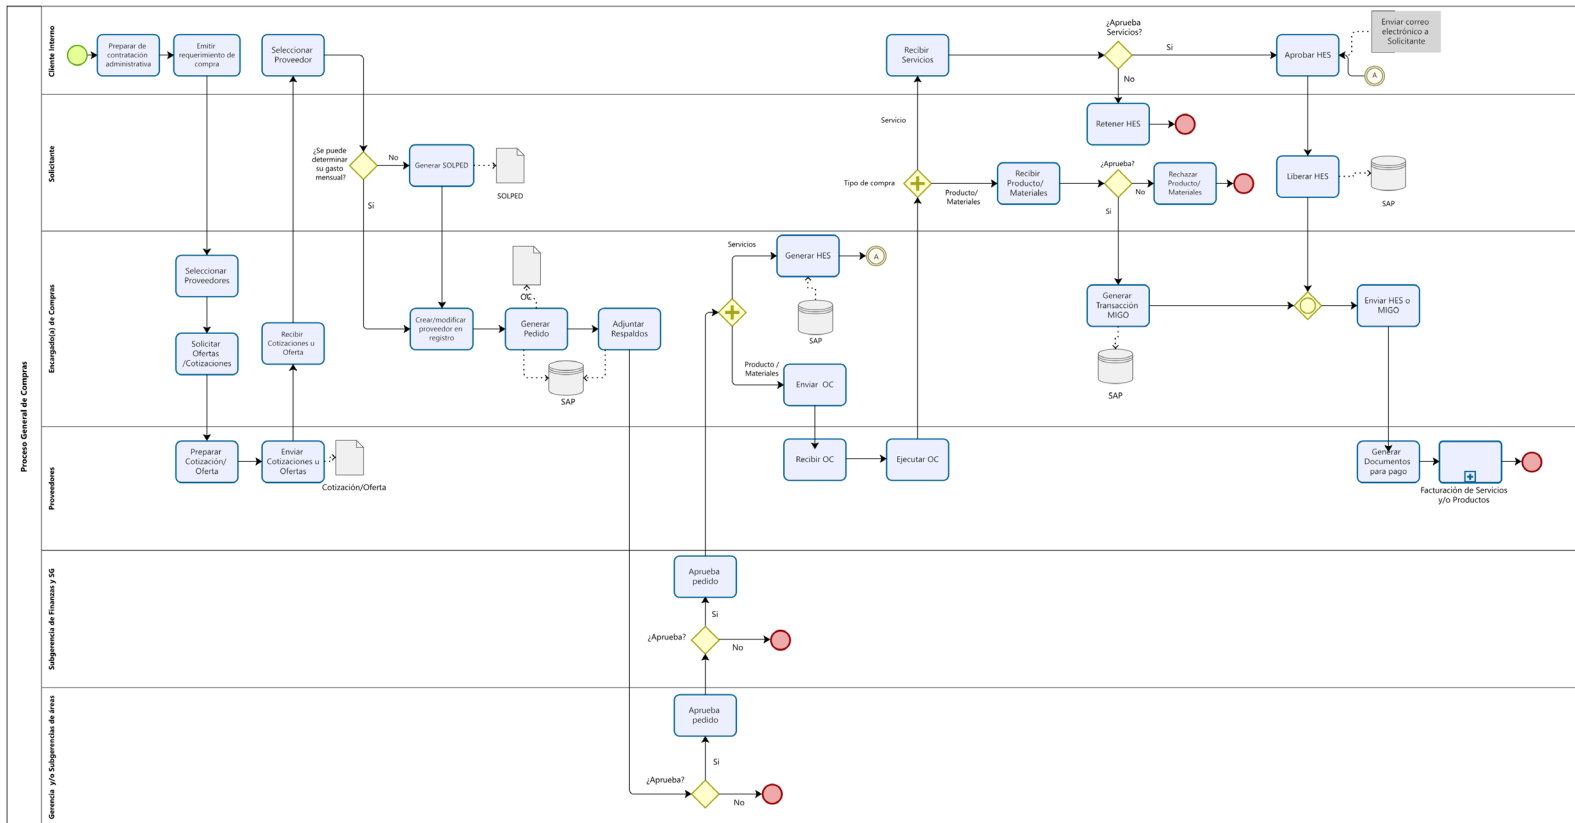 Proceso General de Compras
Cliente Interno
Preparar de
contratación
administrativa
Emitir
requerimiento de
compra
Seleccionar
Proveedor
Recibir
Servicios
¿Aprueba
Servicios?
Si
No
Aprobar HES
Enviar correo
electrónico a
Solicitante
A
Solicitante
¿Se puede
determinar
su gasto
mensual?
No
Sí
Generar SOLPED
SOLPED
Servicio
Tipo de compra
Producto/
Materiales
Recibir
Producto/
Materiales
¿Aprueba?
No
Si
Rechazar
Producto/
Materiales
Retener HES
Liberar HES
SAP
Encargado(a) de Compras
Seleccionar
Proveedores
Solicitar
Ofertas
/Cotizaciones
Recibir
Cotizaciones u
Oferta
Crear/modificar
proveedor en
registro
OC
Generar
Pedido
Adjuntar
Respaldos
SAP
Servicios
Generar HES
A
SAP
Producto /
Materiales
Enviar OC
Generar
Transacción
MIGO
SAP
Enviar HES o
MIGO
Proveedores
Preparar
Cotización/
Oferta
Enviar
Cotizaciones u
Ofertas
Cotización/Oferta
Recibir OC
Ejecutar OC
Generar
Documentos
para pago
Facturación de Servicios
y/o Productos
Subgerencia de Finanzas y SG
Aprueba
pedido
Si
¿Aprueba?
No
Gerencia y/o Subgerencias de áreas
Aprueba
pedido
Si
¿Aprueba?
No